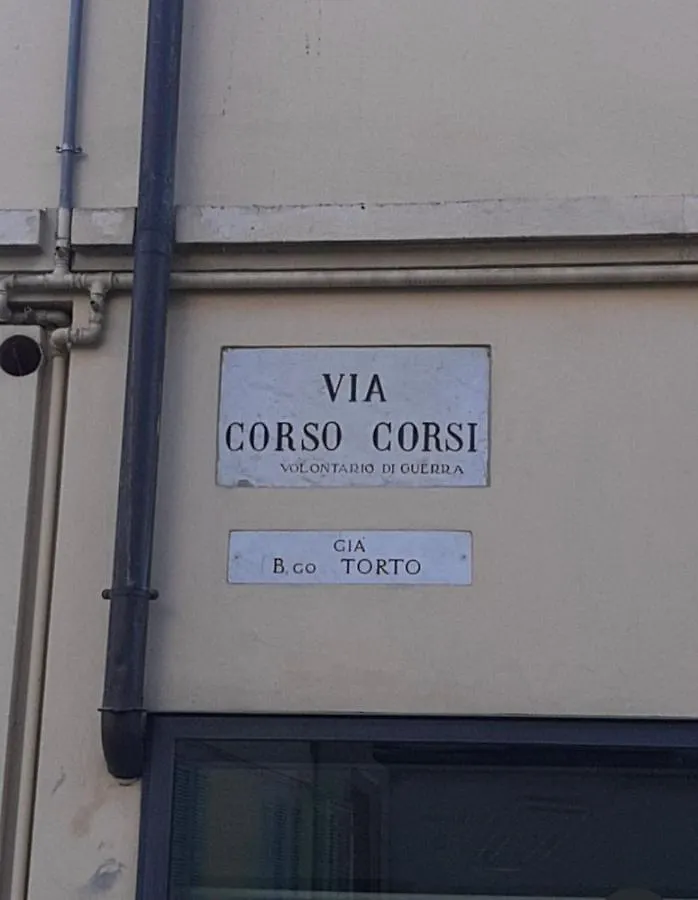 VIA
CORSO CORSI
VOLONTARIO DI GUERRA
GIÀ
B.GO TORTO